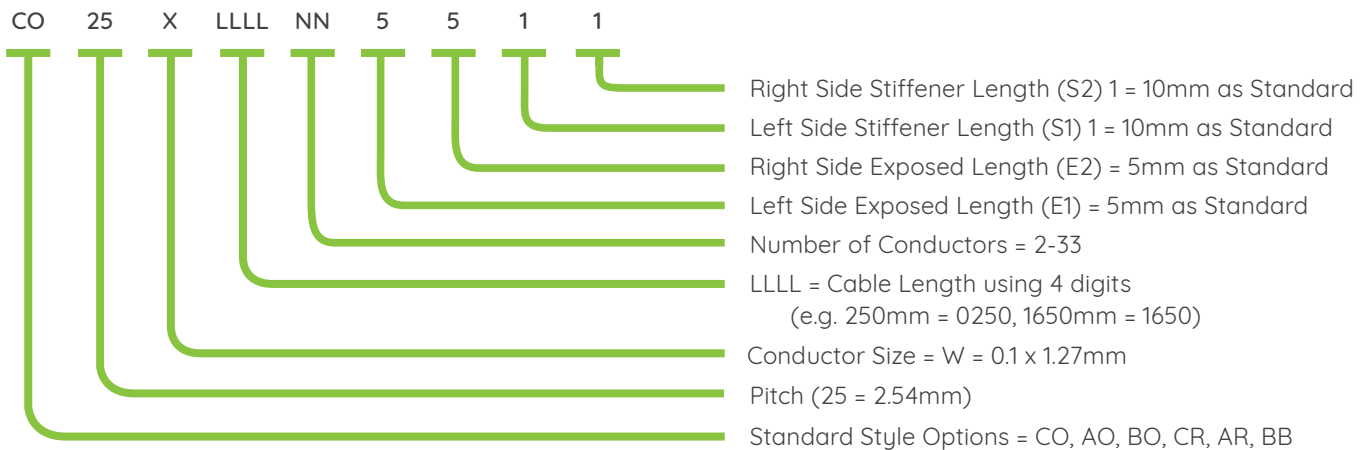 CO 25 X LLLL NN 5 5 1 1
Right Side Stiffener Length (S2) 1 = 10mm as Standard
Left Side Stiffener Length (S1) 1 = 10mm as Standard
Right Side Exposed Length (E2) = 5mm as Standard
Left Side Exposed Length (E1) = 5mm as Standard
Number of Conductors = 2-33
LLLL = Cable Length using 4 digits
(e.g. 250mm = 0250, 1650mm = 1650)
Conductor Size = W = 0.1 x 1.27mm
Pitch (25 = 2.54mm)
Standard Style Options = CO, AO, BO, CR, AR, BB